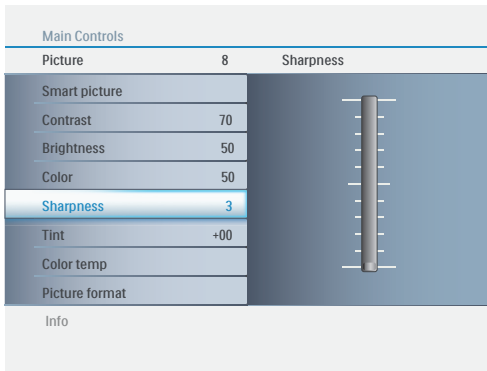 Main Controls
Picture 8 Sharpness
Smart picture
Contrast 70
Brightness 50
Color 50
Sharpness 3
Tint +00
Color temp
Picture format
Info